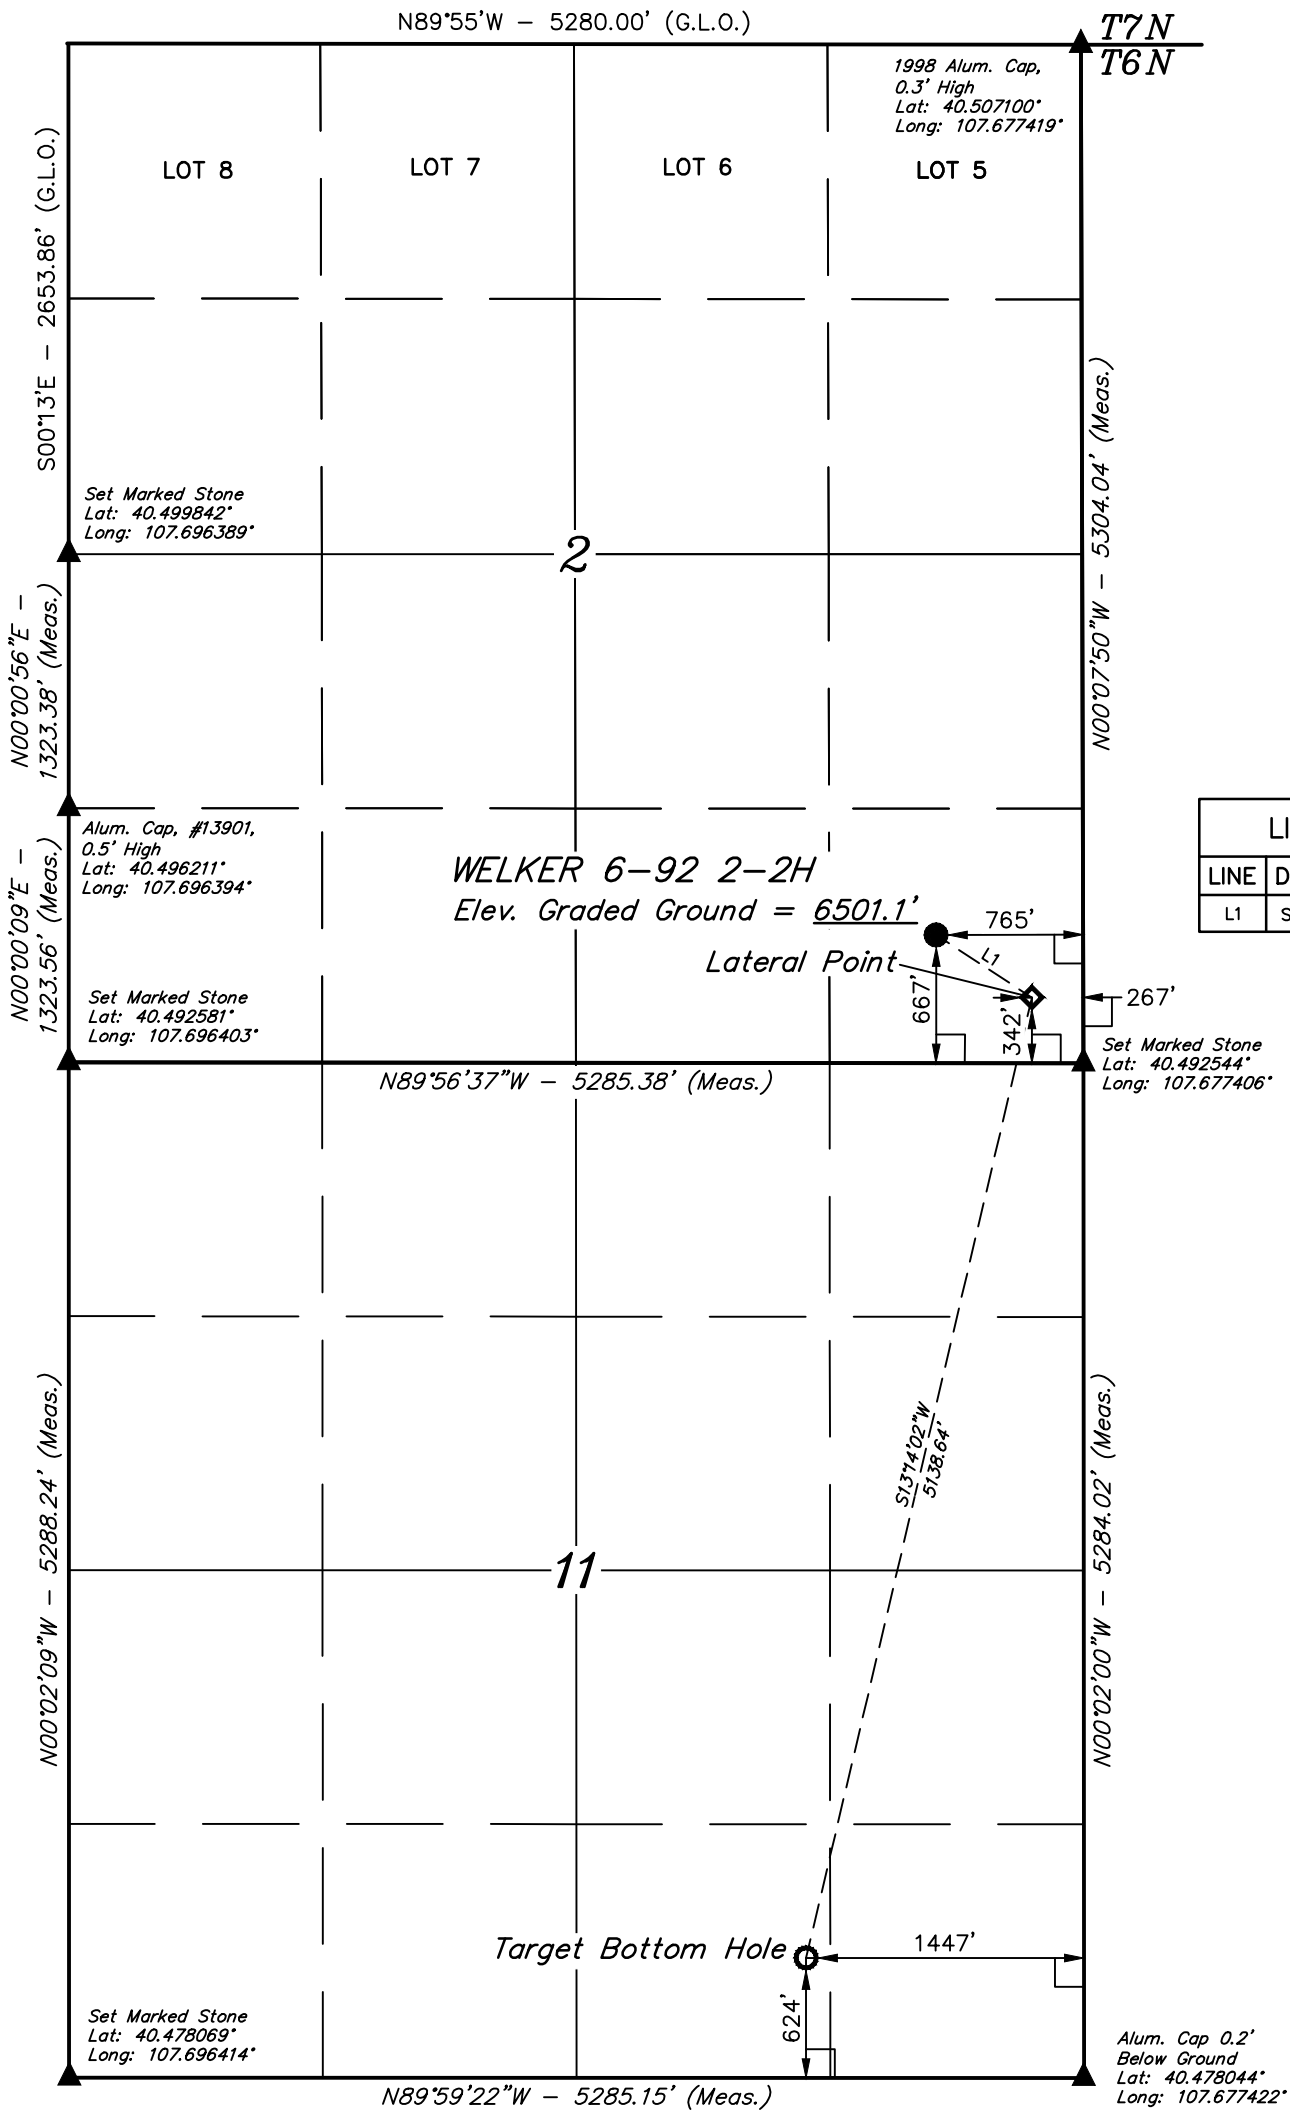 N89°55'W - 5280.00' (G.L.O.)
T7N
T6N
1998 Alum. Cap,
0.3' High
Lat: 40.507100°
Long: 107.677419°
LOT 8
LOT 7
LOT 6
LOT 5
S00°13'E - 2653.86' (G.L.O.)
N00°07'50"W - 5304.04' (Meas.)
Set Marked Stone
Lat: 40.499842°
Long: 107.696389°
2
N00°00'56"E -
1323.38' (Meas.)
Alum. Cap, #13901,
0.5' High
Lat: 40.496211°
Long: 107.696394°
N00°00'09"E -
1323.56' (Meas.)
WELKER 6-92 2-2H
Elev. Graded Ground = 6501.1'
Lateral Point
765'
L1
667'
342'
267'
LINE
L1
Set Marked Stone
Lat: 40.492581°
Long: 107.696403°
Set Marked Stone
Lat: 40.492544°
Long: 107.677406°
N89°56'37"W - 5285.38' (Meas.)
N00°02'09"W - 5288.24' (Meas.)
S13°14'02"W
5138.64'
N00°02'00"W - 5284.02' (Meas.)
11
Target Bottom Hole
1447'
624'
Set Marked Stone
Lat: 40.478069°
Long: 107.696414°
Alum. Cap 0.2'
Below Ground
Lat: 40.478044°
Long: 107.677422°
N89°59'22"W - 5285.15' (Meas.)